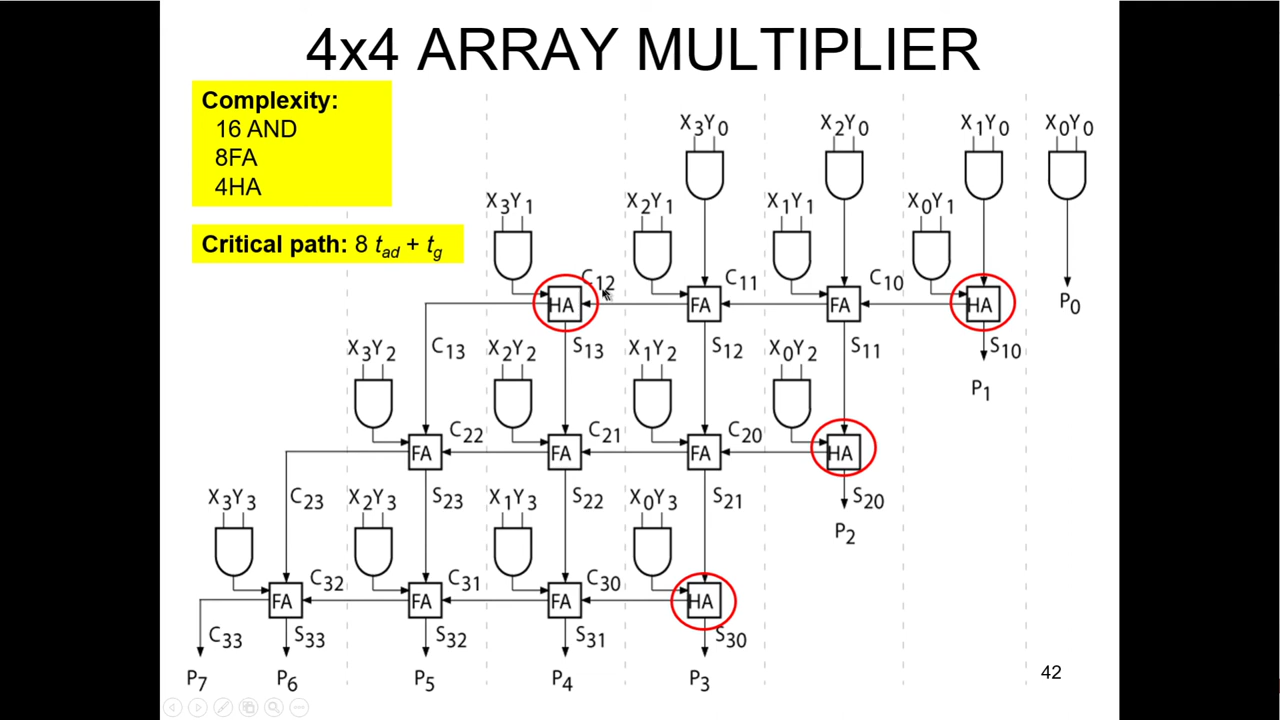 4x4 ARRAY MULTIPLIER
Complexity:
16 AND
8FA
4HA
Critical path: 8 tad + tg
X3Y0 X2Y0 X1Y0 X0Y0
X3Y1 X2Y1 X1Y1 X0Y1
C12 C11 C10
HA FA FA HA P0
C13 S13 S12 S11 S10
X3Y2 X2Y2 X1Y2 X0Y2
P1
C22 C21 C20
FA FA FA HA
C23 S23 S22 S21 S20
X3Y3 X2Y3 X1Y3 X0Y3
P2
C32 C31 C30
FA FA FA HA
C33 S33 S32 S31 S30
P7 P6 P5 P4 P3
42